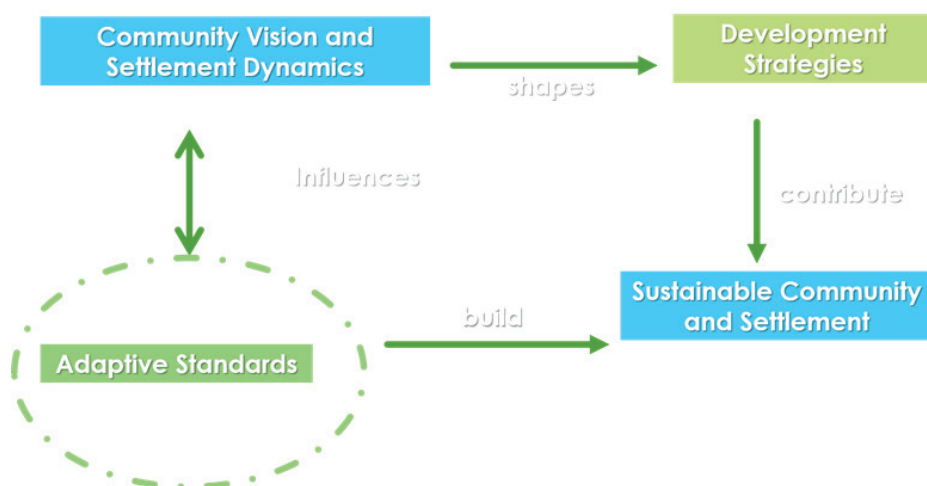 Community Vision and
Settlement Dynamics
Development
Strategies
shapes
Influences
contribute
Sustainable Community
and Settlement
build
Adaptive Standards